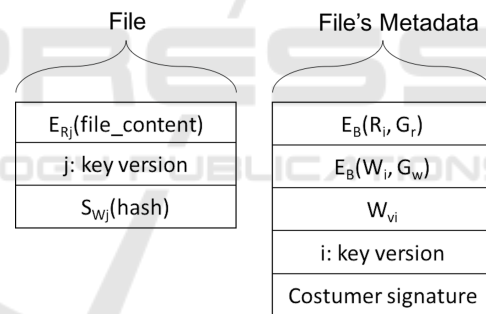 File
E_Rj(file_content)
j: key version
S_Wj(hash)
File's Metadata
E_B(R_i, G_r)
E_B(W_i, G_w)
W_vi
i: key version
Costumer signature